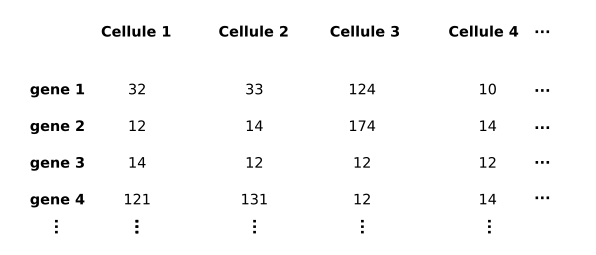 Cellule 1 Cellule 2 Cellule 3 Cellule 4 ...
gene 1 32 33 124 10 ...
gene 2 12 14 174 14 ...
gene 3 14 12 12 12 ...
gene 4 121 131 12 14 ...
⋮ ⋮ ⋮ ⋮ ⋮